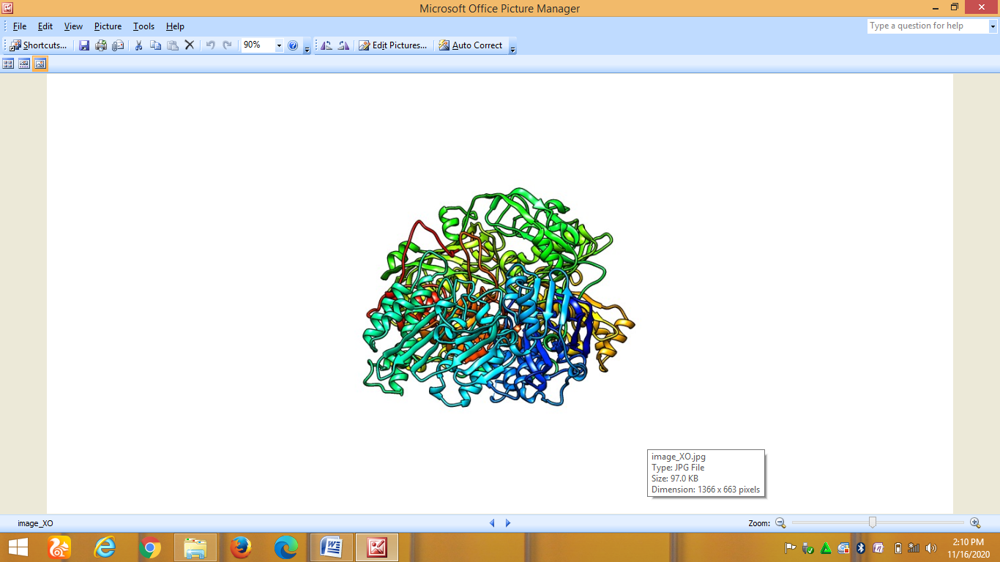 Microsoft Office Picture Manager
File Edit View Picture Tools Help
Type a question for help
Shortcuts... 90% Edit Pictures... Auto Correct
image_XO.jpg
Type: JPG File
Size: 97.0 KB
Dimension: 1366 x 663 pixels
image_XO
Zoom:
2:10 PM
11/16/2020